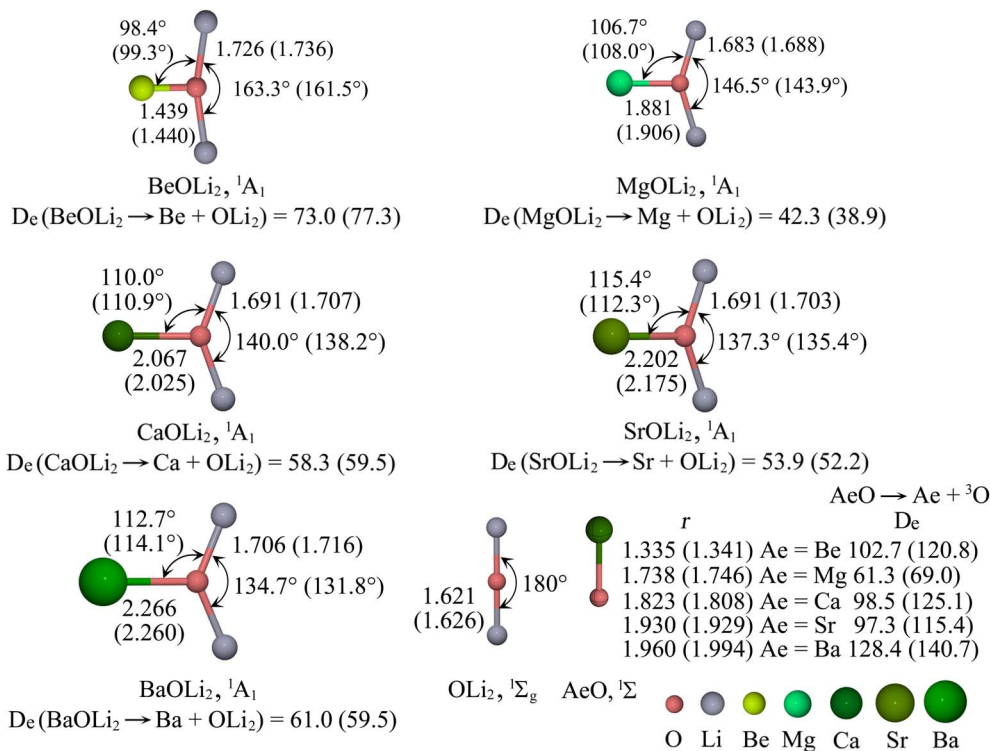 98.4°
(99.3°)
1.726 (1.736)
163.3° (161.5°)
1.439
(1.440)
BeOLi₂, ¹A₁
Dₑ(BeOLi₂→ Be + OLi₂) = 73.0 (77.3)
106.7°
(108.0°)
1.683 (1.688)
146.5° (143.9°)
1.881
(1.906)
MgOLi₂, ¹A₁
Dₑ(MgOLi₂→ Mg + OLi₂) = 42.3 (38.9)
110.0°
(110.9°)
1.691 (1.707)
140.0° (138.2°)
2.067
(2.025)
CaOLi₂, ¹A₁
Dₑ(CaOLi₂→ Ca + OLi₂) = 58.3 (59.5)
115.4°
(112.3°)
1.691 (1.703)
137.3° (135.4°)
2.202
(2.175)
SrOLi₂, ¹A₁
Dₑ(SrOLi₂→ Sr + OLi₂) = 53.9 (52.2)
112.7°
(114.1°)
1.706 (1.716)
134.7° (131.8°)
2.266
(2.260)
BaOLi₂, ¹A₁
Dₑ(BaOLi₂→ Ba + OLi₂) = 61.0 (59.5)
180°
1.621
(1.626)
OLi₂, ¹Σg
AeO, ¹Σ
AeO → Ae + ³O
r Dₑ
1.335 (1.341) Ae = Be 102.7 (120.8)
1.738 (1.746) Ae = Mg 61.3 (69.0)
1.823 (1.808) Ae = Ca 98.5 (125.1)
1.930 (1.929) Ae = Sr 97.3 (115.4)
1.960 (1.994) Ae = Ba 128.4 (140.7)
O Li Be Mg Ca Sr Ba